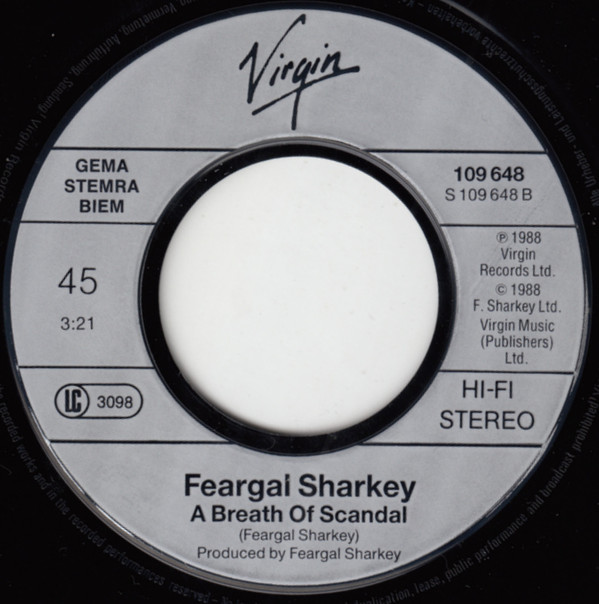 Virgin
GEMA
STEMRA
BIEM
109 648
S 109 648 B
45
3:21
℗ 1988
Virgin
Records Ltd.
© 1988
F. Sharkey Ltd.
Virgin Music
(Publishers)
Ltd.
LC 3098
HI-FI
STEREO
Feargal Sharkey
A Breath Of Scandal
(Feargal Sharkey)
Produced by Feargal Sharkey